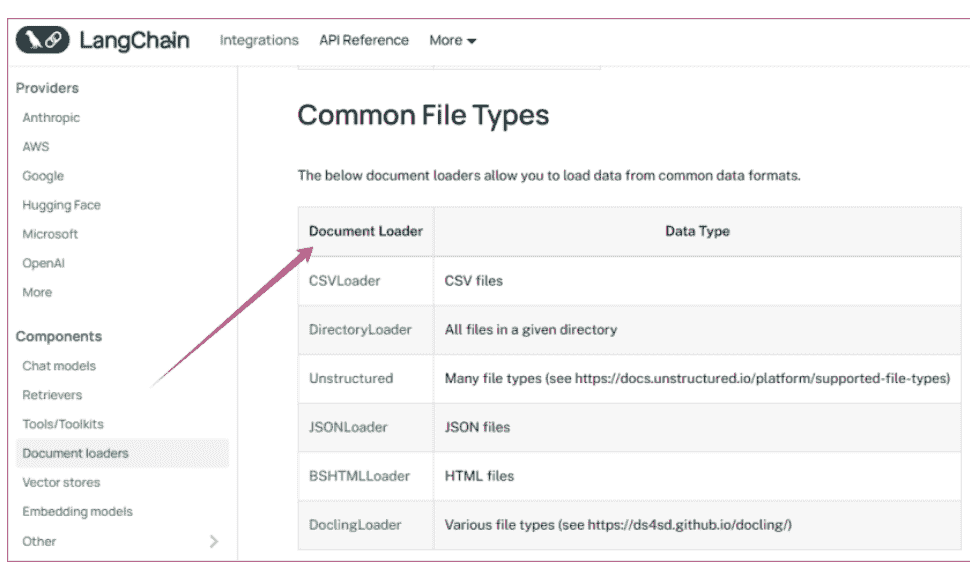 LangChain Integrations API Reference More
Providers
Anthropic
AWS
Google
Hugging Face
Microsoft
OpenAI
More
Components
Chat models
Retrievers
Tools/Toolkits
Document loaders
Vector stores
Embedding models
Other
Common File Types
The below document loaders allow you to load data from common data formats.
Document Loader Data Type
CSVLoader CSV files
DirectoryLoader All files in a given directory
Unstructured Many file types (see https://docs.unstructured.io/platform/supported-file-types)
JSONLoader JSON files
BSHTMLLoader HTML files
DoclingLoader Various file types (see https://ds4sd.github.io/docling/)